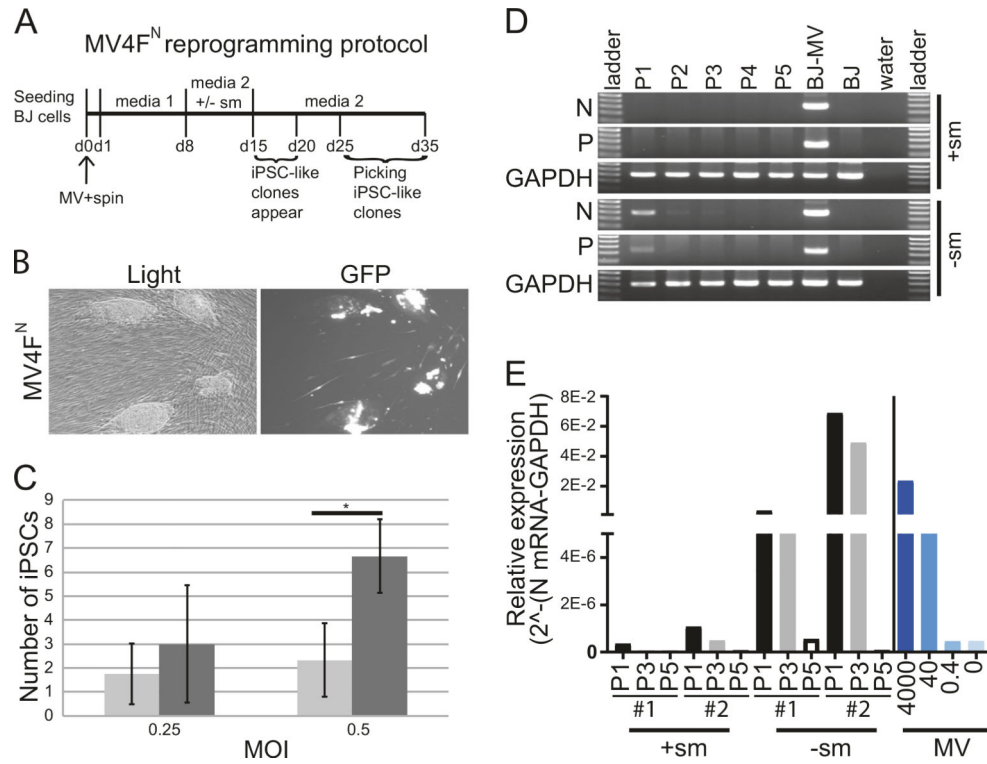 A
MV4F^N reprogramming protocol
Seeding BJ cells
media 1
media 2 +/- sm
media 2
d0
d1
d8
d15
d20
d25
d35
MV+spin
iPSC-like clones appear
Picking iPSC-like clones
B
Light
GFP
MV4F^N
C
Number of iPSCs
9
8
7
6
5
4
3
2
1
0
*
0.25
0.5
MOI
D
ladder
P1
P2
P3
P4
P5
BJ-MV
BJ
water
ladder
N
P
GAPDH
+sm
N
P
GAPDH
-sm
E
Relative expression
(2^-(N mRNA-GAPDH)
8E-2
6E-2
4E-2
2E-2
4E-6
2E-6
0
P1
P3
P5
P1
P3
P5
P1
P3
P5
P1
P3
P5
4000
40
0.4
0
#1
#2
#1
#2
+sm
-sm
MV